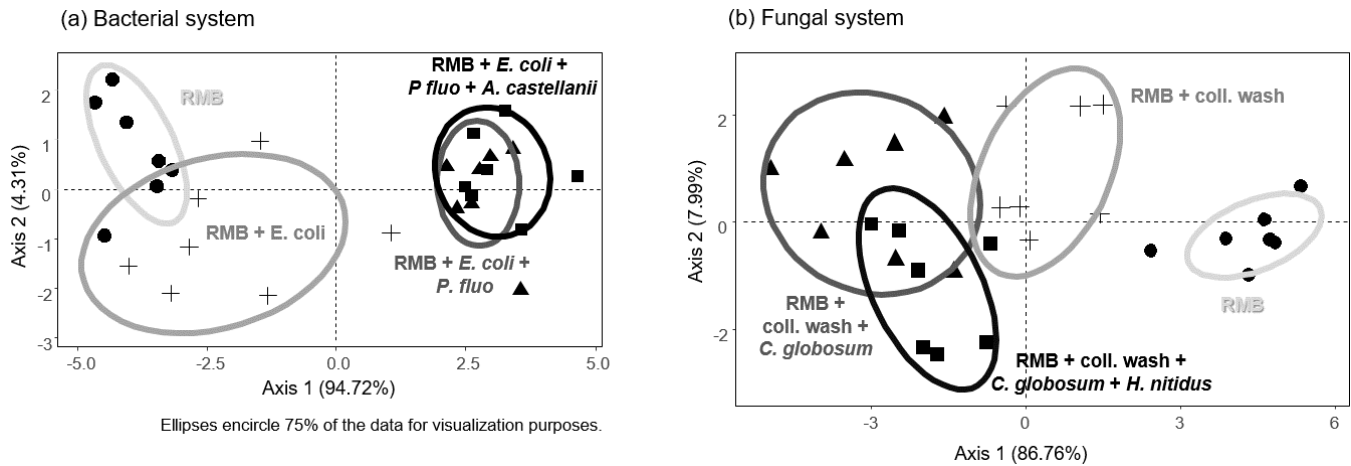 (a) Bacterial system
RMB + E. coli +
P fluo + A. castellanii
RMB
RMB + E. coli
RMB + E. coli +
P. fluo
Axis 2 (4.31%)
2
1
0
-1
-2
-3
-5.0
-2.5
0.0
2.5
5.0
Axis 1 (94.72%)
Ellipses encircle 75% of the data for visualization purposes.
(b) Fungal system
RMB + coll. wash
RMB
RMB +
coll. wash +
C. globosum
RMB + coll. wash +
C. globosum + H. nitidus
Axis 2 (7.99%)
2
0
-2
-3
0
3
6
Axis 1 (86.76%)